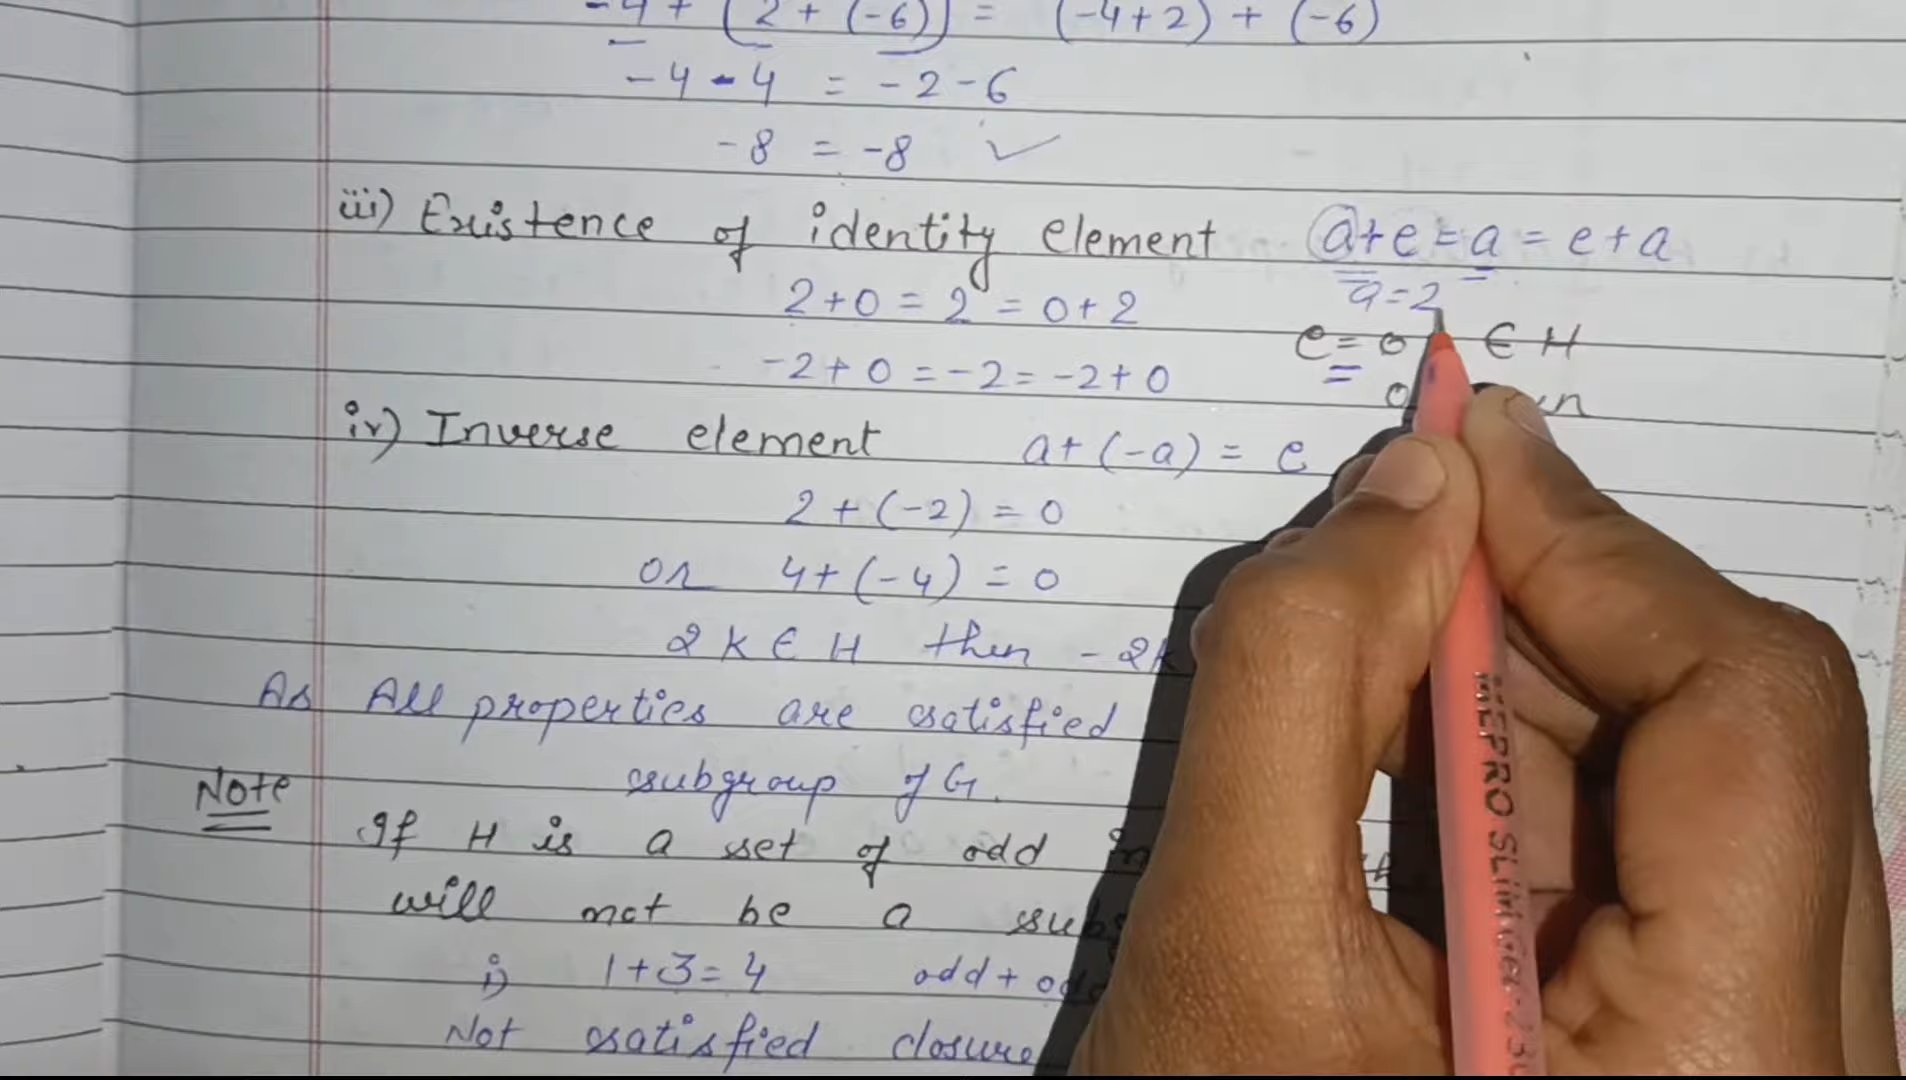 -4 + (2 + (-6)) = (-4+2) + (-6)
-4 - 4 = -2 - 6
-8 = -8 ✓
iii) Existence of identity element a+e = a = e+a
2+0 = 2 = 0+2 a=2
e=0 ∈ H
-2+0 = -2 = -2+0
iv) Inverse element a+(-a) = e
2+(-2) = 0
or 4+(-4) = 0
2k ∈ H then -2k
As All properties are satisfied
subgroup of G.
Note
If H is a set of odd
will not be a
i) 1+3=4 odd +
Not satisfied closure